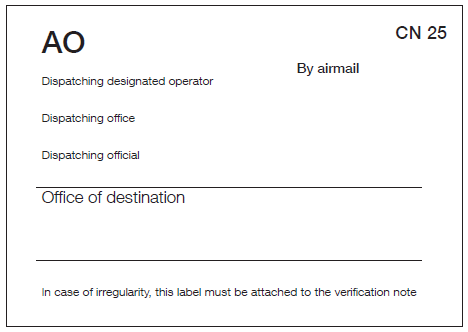 AO
CN 25
By airmail
Dispatching designated operator
Dispatching office
Dispatching official
Office of destination
In case of irregularity, this label must be attached to the verification note